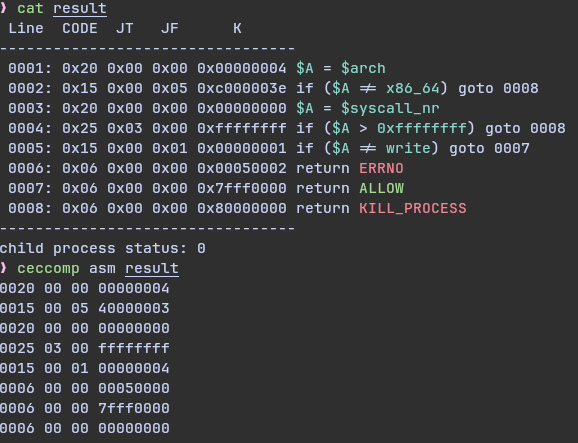 ❯ cat result
 Line  CODE  JT   JF      K
---------------------------------
 0001: 0x20 0x00 0x00 0x00000004 $A = $arch
 0002: 0x15 0x00 0x05 0xc000003e if ($A ≠ x86_64) goto 0008
 0003: 0x20 0x00 0x00 0x00000000 $A = $syscall_nr
 0004: 0x25 0x03 0x00 0xffffffff if ($A > 0xffffffff) goto 0008
 0005: 0x15 0x00 0x01 0x00000001 if ($A ≠ write) goto 0007
 0006: 0x06 0x00 0x00 0x00050002 return ERRNO
 0007: 0x06 0x00 0x00 0x7fff0000 return ALLOW
 0008: 0x06 0x00 0x00 0x80000000 return KILL_PROCESS
---------------------------------
child process status: 0
❯ ceccomp asm result
0020 00 00 00000004
0015 00 05 40000003
0020 00 00 00000000
0025 03 00 ffffffff
0015 00 01 00000004
0006 00 00 00050000
0006 00 00 7fff0000
0006 00 00 00000000